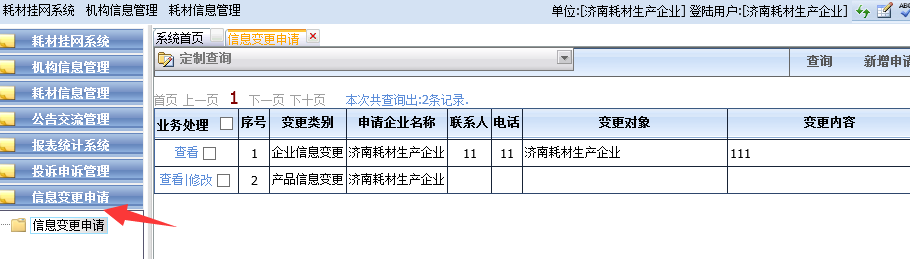 耗材挂网系统 机构信息管理 耗材信息管理 单位:[济南耗材生产企业] 登陆用户:[济南耗材生产企业]
耗材挂网系统
机构信息管理
耗材信息管理
公告交流管理
报表统计系统
投诉申诉管理
信息变更申请
信息变更申请
系统首页 信息变更申请
定制查询 查询 新增申请
首页 上一页 1 下一页 下十页 本次共查询出:2条记录.
业务处理 序号 变更类别 申请企业名称 联系人 电话 变更对象 变更内容
查看 1 企业信息变更 济南耗材生产企业 11 11 济南耗材生产企业 111
查看|修改 2 产品信息变更 济南耗材生产企业